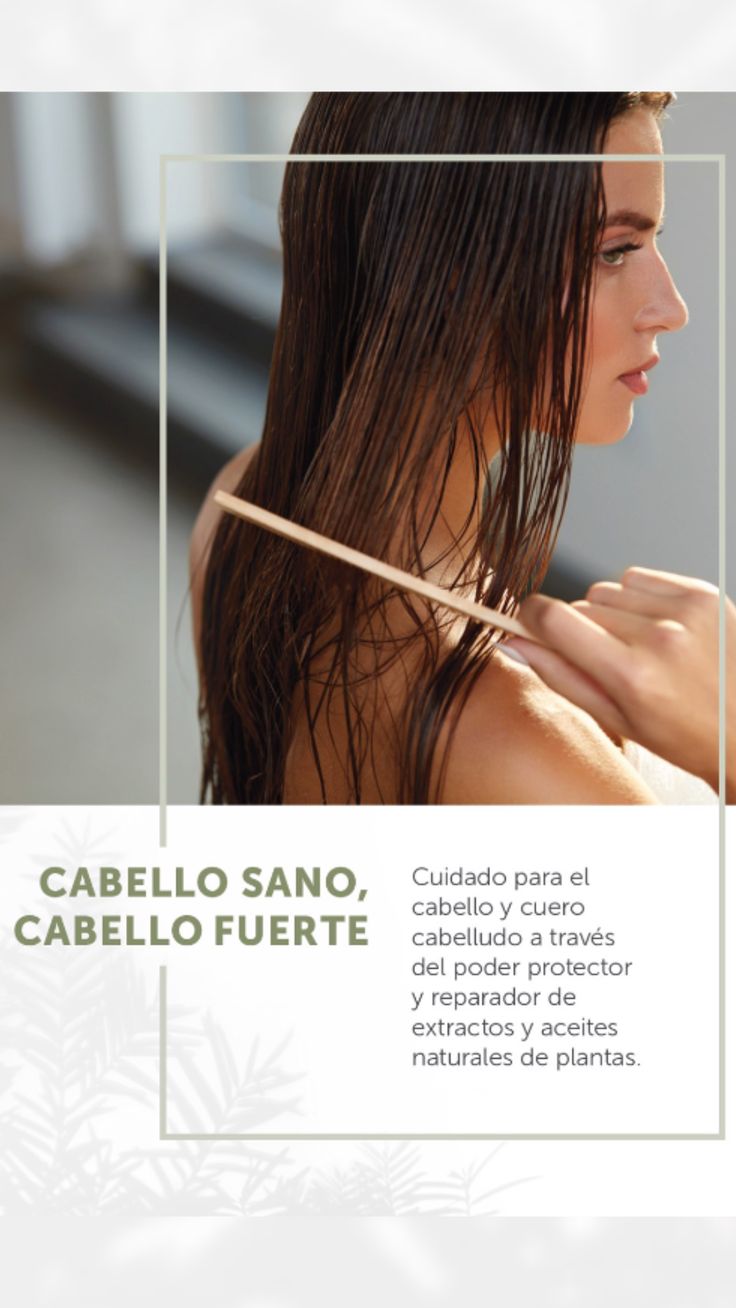 CABELLO SANO,
CABELLO FUERTE
Cuidado para el
cabello y cuero
cabelludo a través
del poder protector
y reparador de
extractos y aceites
naturales de plantas.